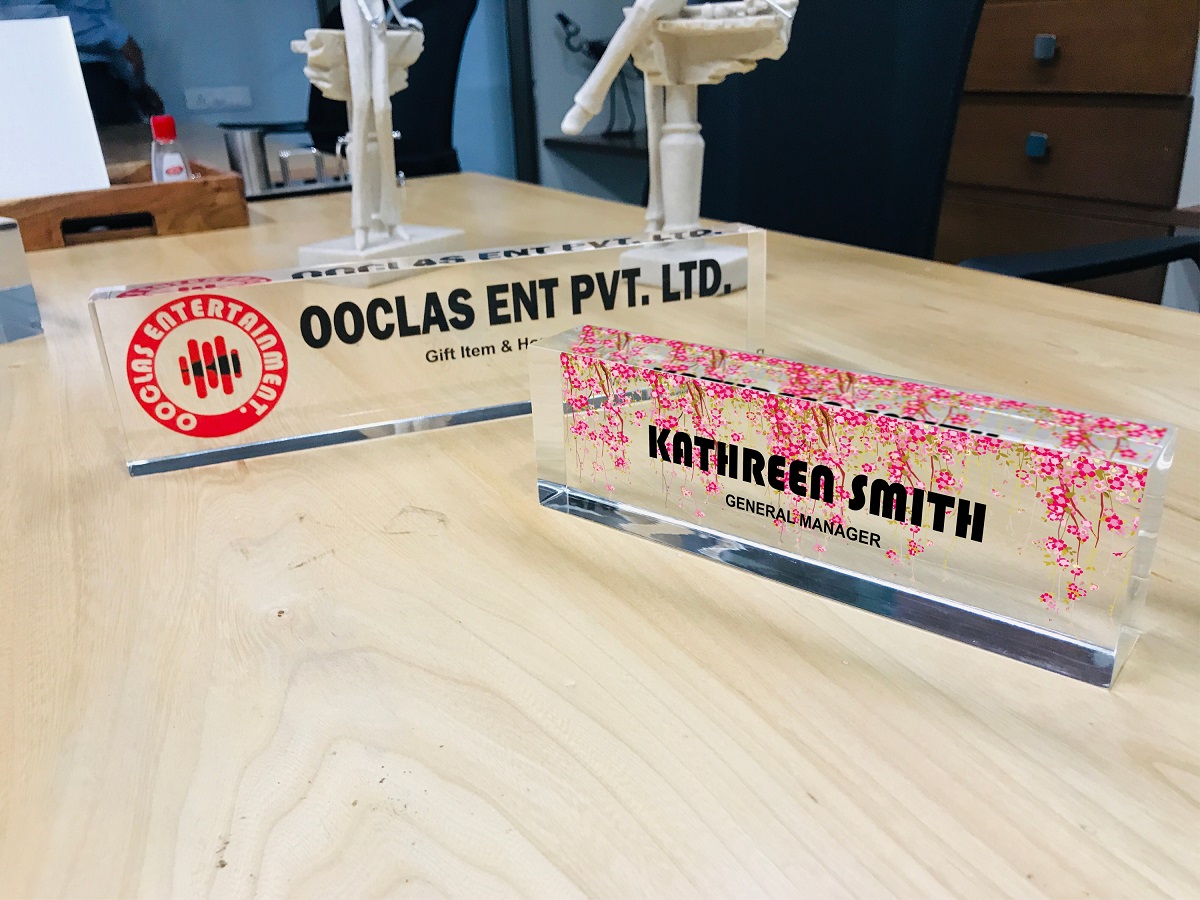 OOCLAS ENTERTAINMENT.
OOCLAS ENT PVT. LTD.
Gift Item &
KATHREEN SMITH
GENERAL MANAGER